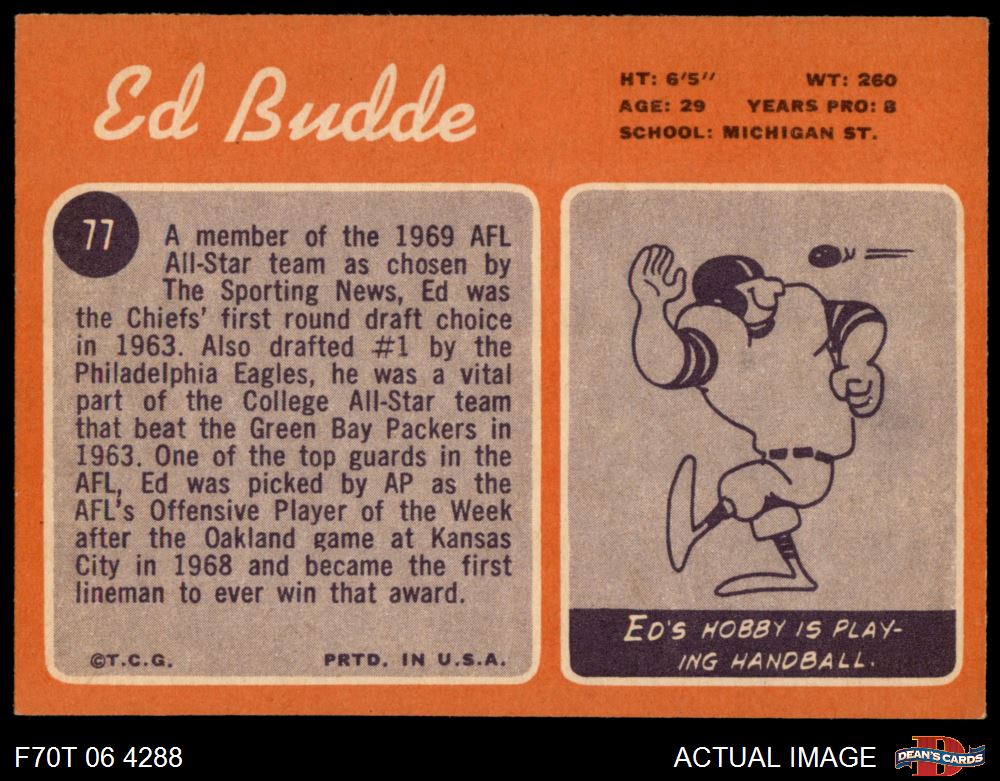 Ed Budde
HT: 6'5'' WT: 260
AGE: 29 YEARS PRO: 8
SCHOOL: MICHIGAN ST.
77
A member of the 1969 AFL
All-Star team as chosen by
The Sporting News, Ed was
the Chiefs' first round draft choice
in 1963. Also drafted #1 by the
Philadelphia Eagles, he was a vital
part of the College All-Star team
that beat the Green Bay Packers in
1963. One of the top guards in the
AFL, Ed was picked by AP as the
AFL's Offensive Player of the Week
after the Oakland game at Kansas
City in 1968 and became the first
lineman to ever win that award.
©T.C.G. PRTD. IN U.S.A.
ED'S HOBBY IS PLAY-
ING HANDBALL.
F70T 06 4288
ACTUAL IMAGE
D
DEAN'S CARDS